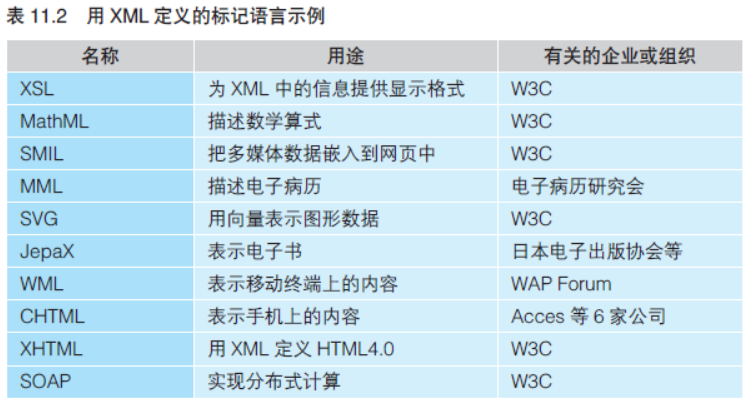 表 11.2 用 XML 定义的标记语言示例
名称 用途 有关的企业或组织
XSL 为 XML 中的信息提供显示格式 W3C
MathML 描述数学算式 W3C
SMIL 把多媒体数据嵌入到网页中 W3C
MML 描述电子病历 电子病历研究会
SVG 用向量表示图形数据 W3C
JepaX 表示电子书 日本电子出版协会等
WML 表示移动终端上的内容 WAP Forum
CHTML 表示手机上的内容 Acces 等 6 家公司
XHTML 用 XML 定义 HTML4.0 W3C
SOAP 实现分布式计算 W3C